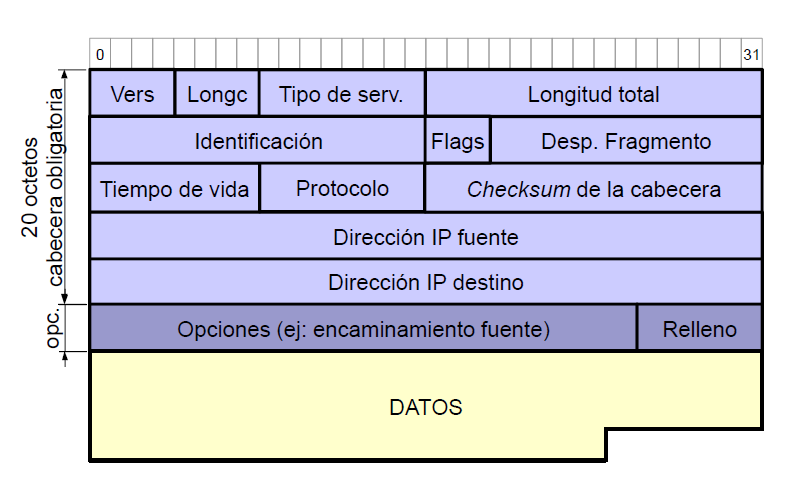 0 31
Vers Longc Tipo de serv. Longitud total
Identificación Flags Desp. Fragmento
Tiempo de vida Protocolo Checksum de la cabecera
Dirección IP fuente
Dirección IP destino
Opciones (ej: encaminamiento fuente) Relleno
DATOS
20 octetos
cabecera obligatoria
opc.